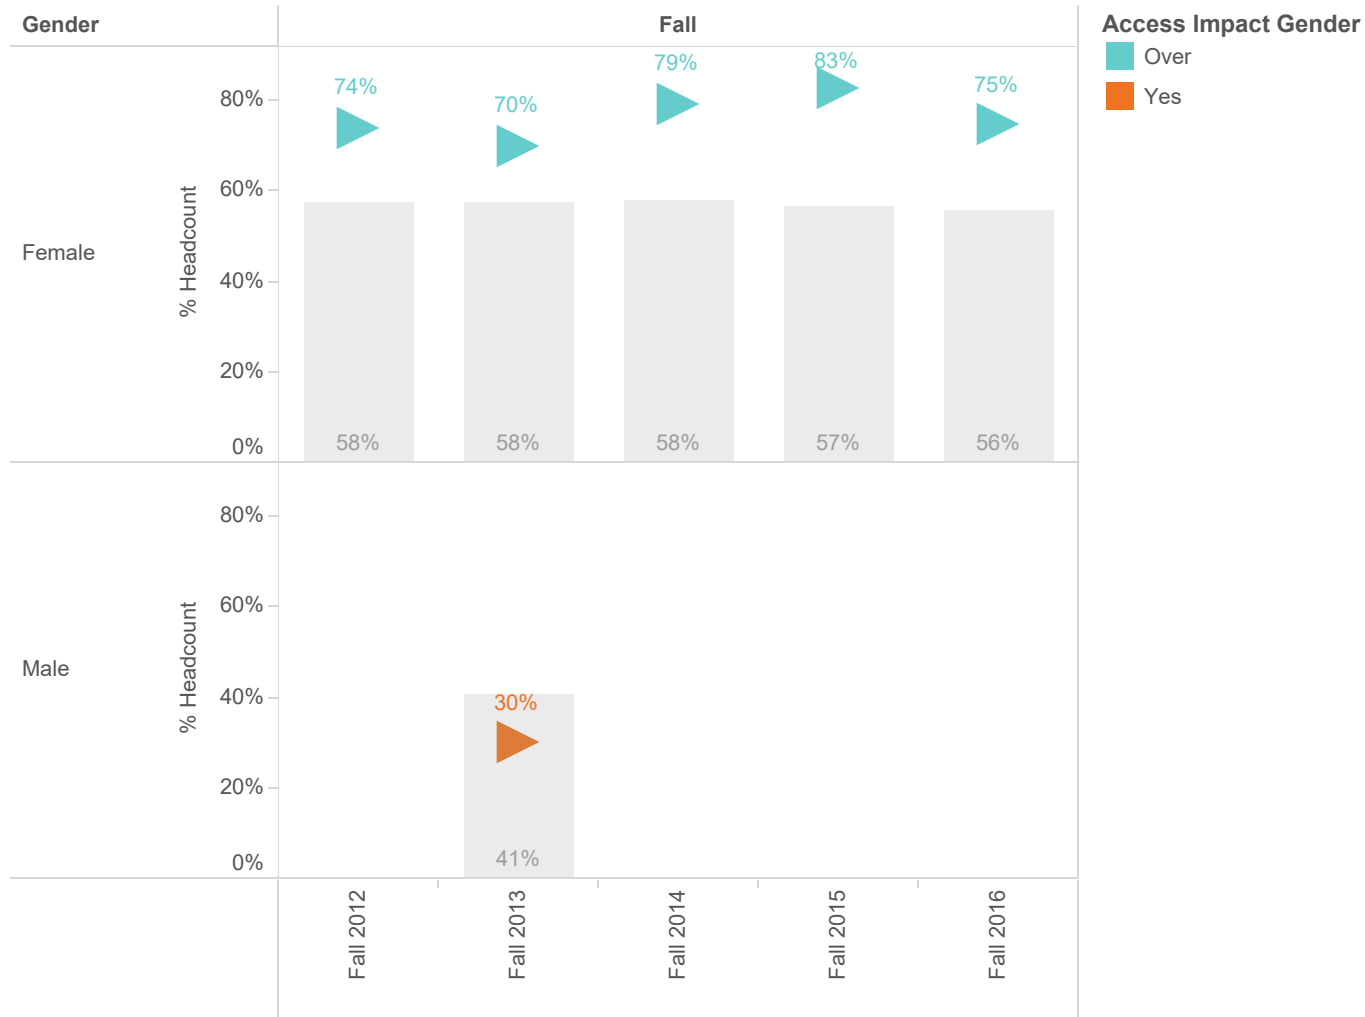 Gender
Fall
Access Impact Gender
Over
Yes
Female
% Headcount
80%
60%
40%
20%
0%
74%
70%
79%
83%
75%
58%
58%
58%
57%
56%
Male
% Headcount
80%
60%
40%
20%
0%
30%
41%
Fall 2012
Fall 2013
Fall 2014
Fall 2015
Fall 2016